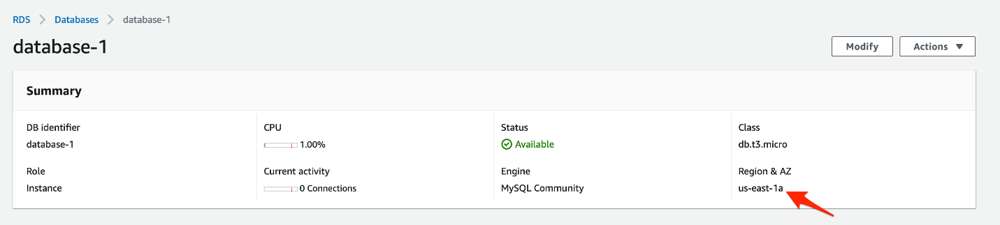 RDS > Databases > database-1
database-1
Modify
Actions
Summary
DB identifier
database-1
CPU
1.00%
Status
Available
Class
db.t3.micro
Role
Instance
Current activity
0 Connections
Engine
MySQL Community
Region & AZ
us-east-1a